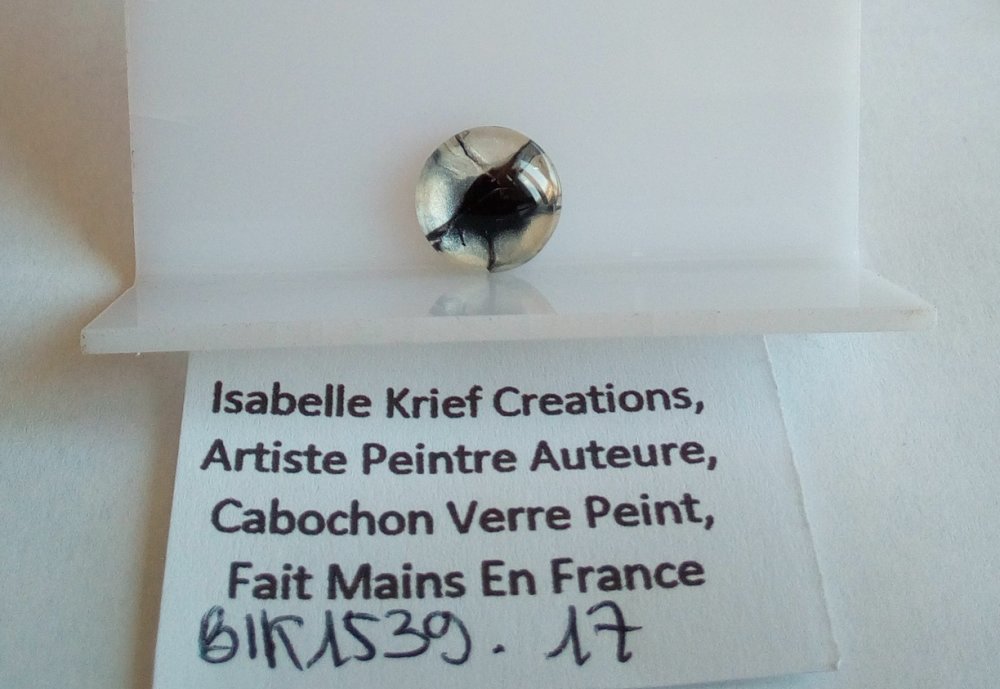 Isabelle Krief Creations,
Artiste Peintre Auteure,
Cabochon Verre Peint,
Fait Mains En France
BIK1539. 17